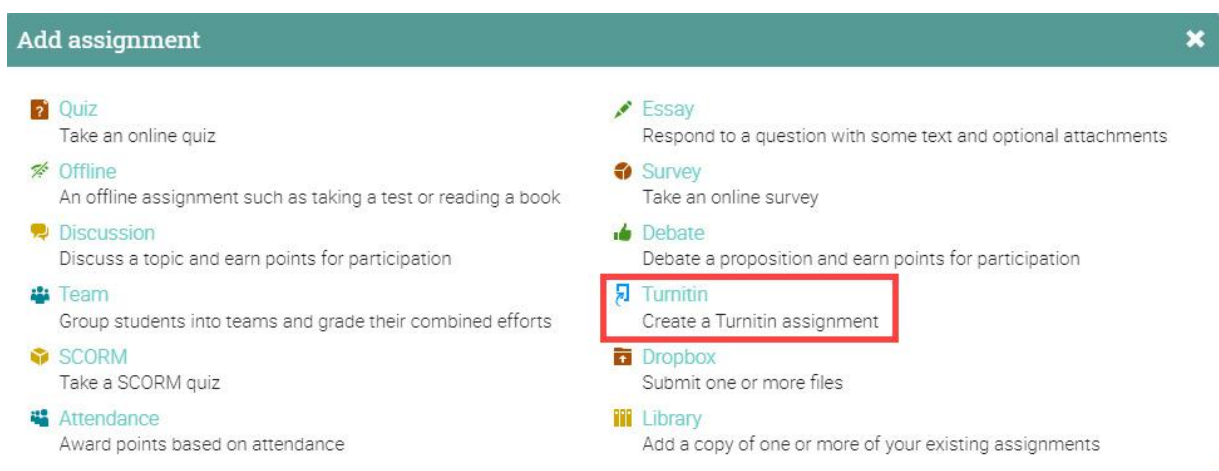 Add assignment
Quiz
Take an online quiz
Essay
Respond to a question with some text and optional attachments
Offline
An offline assignment such as taking a test or reading a book
Survey
Take an online survey
Discussion
Discuss a topic and earn points for participation
Debate
Debate a proposition and earn points for participation
Team
Group students into teams and grade their combined efforts
Turnitin
Create a Turnitin assignment
SCORM
Take a SCORM quiz
Dropbox
Submit one or more files
Attendance
Award points based on attendance
Library
Add a copy of one or more of your existing assignments